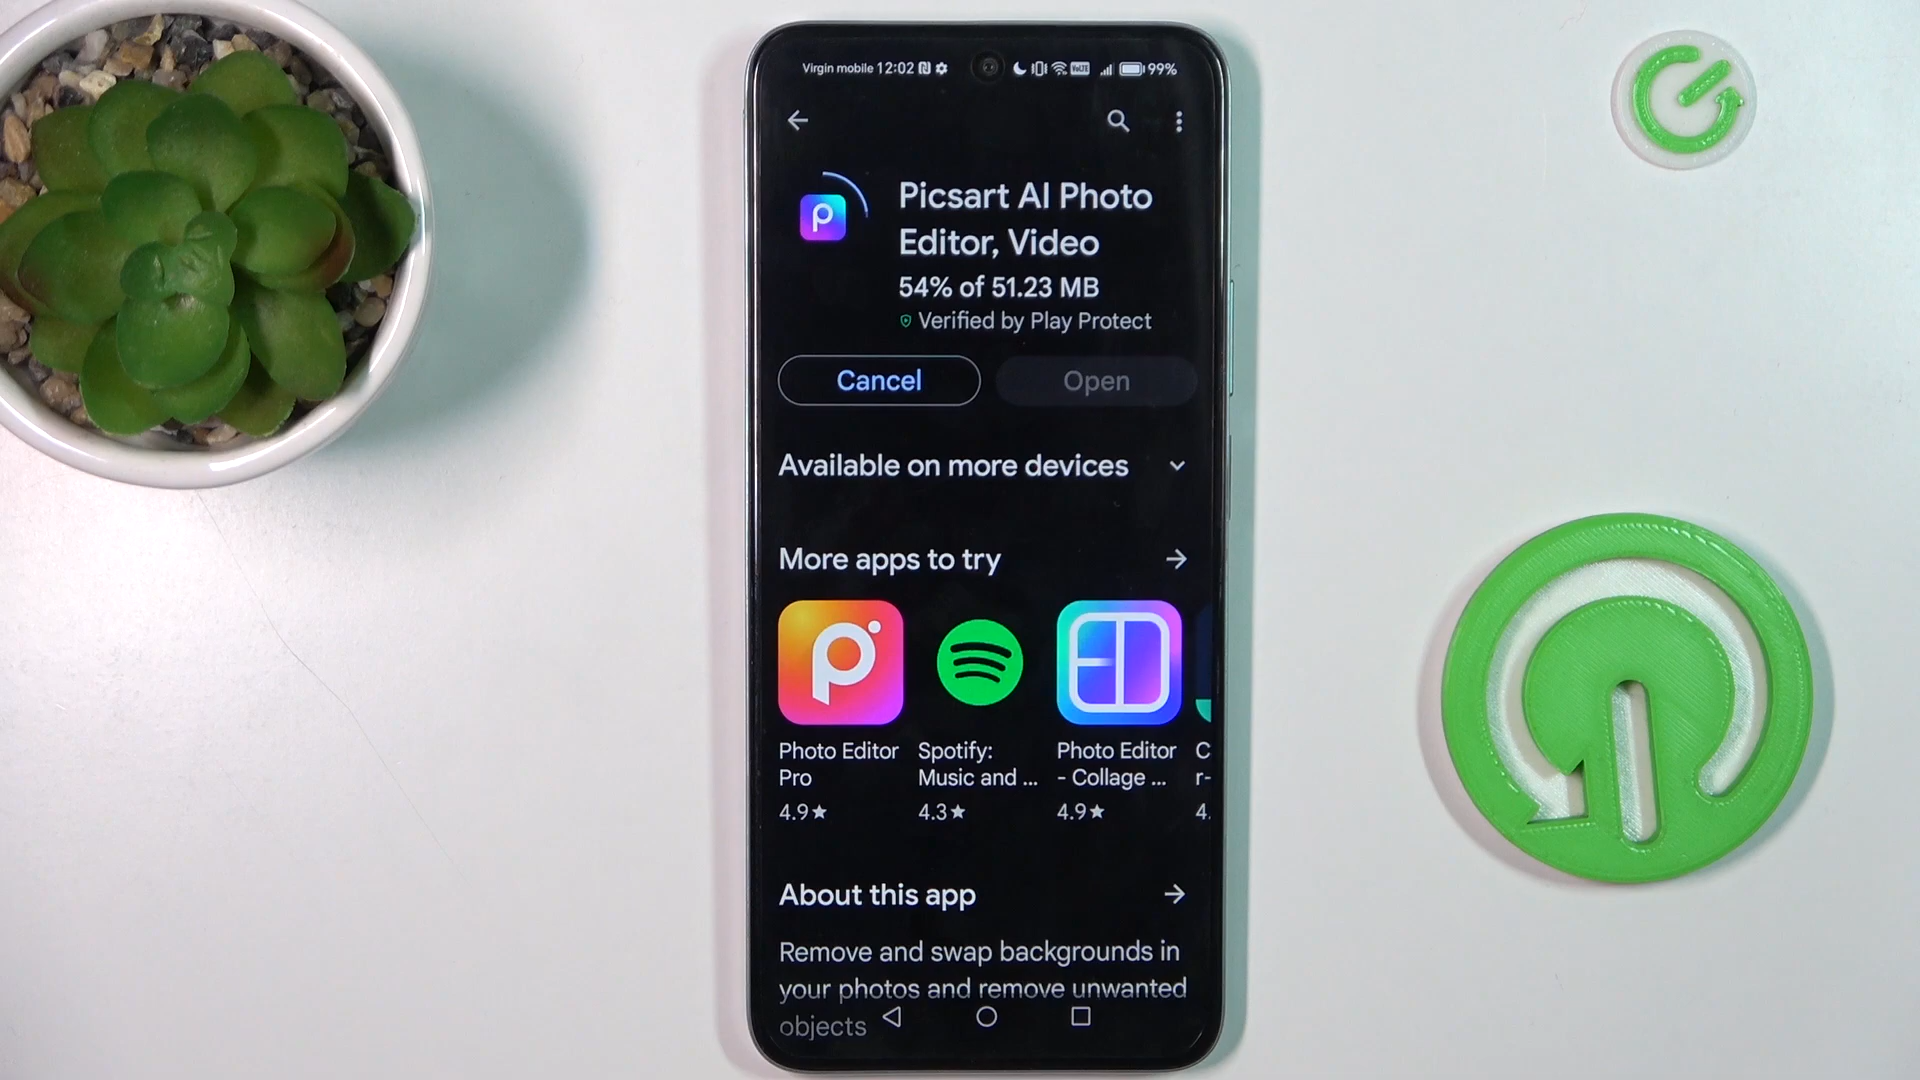 Virgin mobile 12:02 VoLTE 99%
Picsart AI Photo
Editor, Video
54% of 51.23 MB
Verified by Play Protect
Cancel Open
Available on more devices
More apps to try
Photo Editor Spotify: Photo Editor C
Pro Music and ... - Collage ... r-
4.9★ 4.3★ 4.9★ 4.
About this app
Remove and swap backgrounds in
your photos and remove unwanted
objects